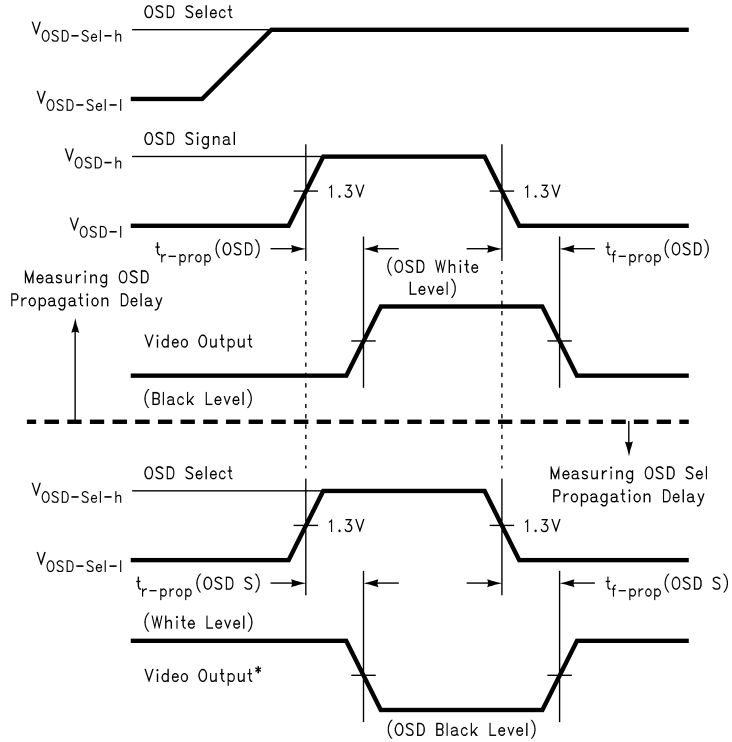 OSD Select
VOSD-Sel-h
VOSD-Sel-l
OSD Signal
VOSD-h
1.3V 1.3V
VOSD-l
tr-prop(OSD) (OSD White Level) tf-prop(OSD)
Measuring OSD
Propagation Delay
Video Output
(Black Level)
OSD Select
Measuring OSD Sel
Propagation Delay
VOSD-Sel-h
1.3V 1.3V
VOSD-Sel-l
tr-prop(OSD S) tf-prop(OSD S)
(White Level)
Video Output*
(OSD Black Level)